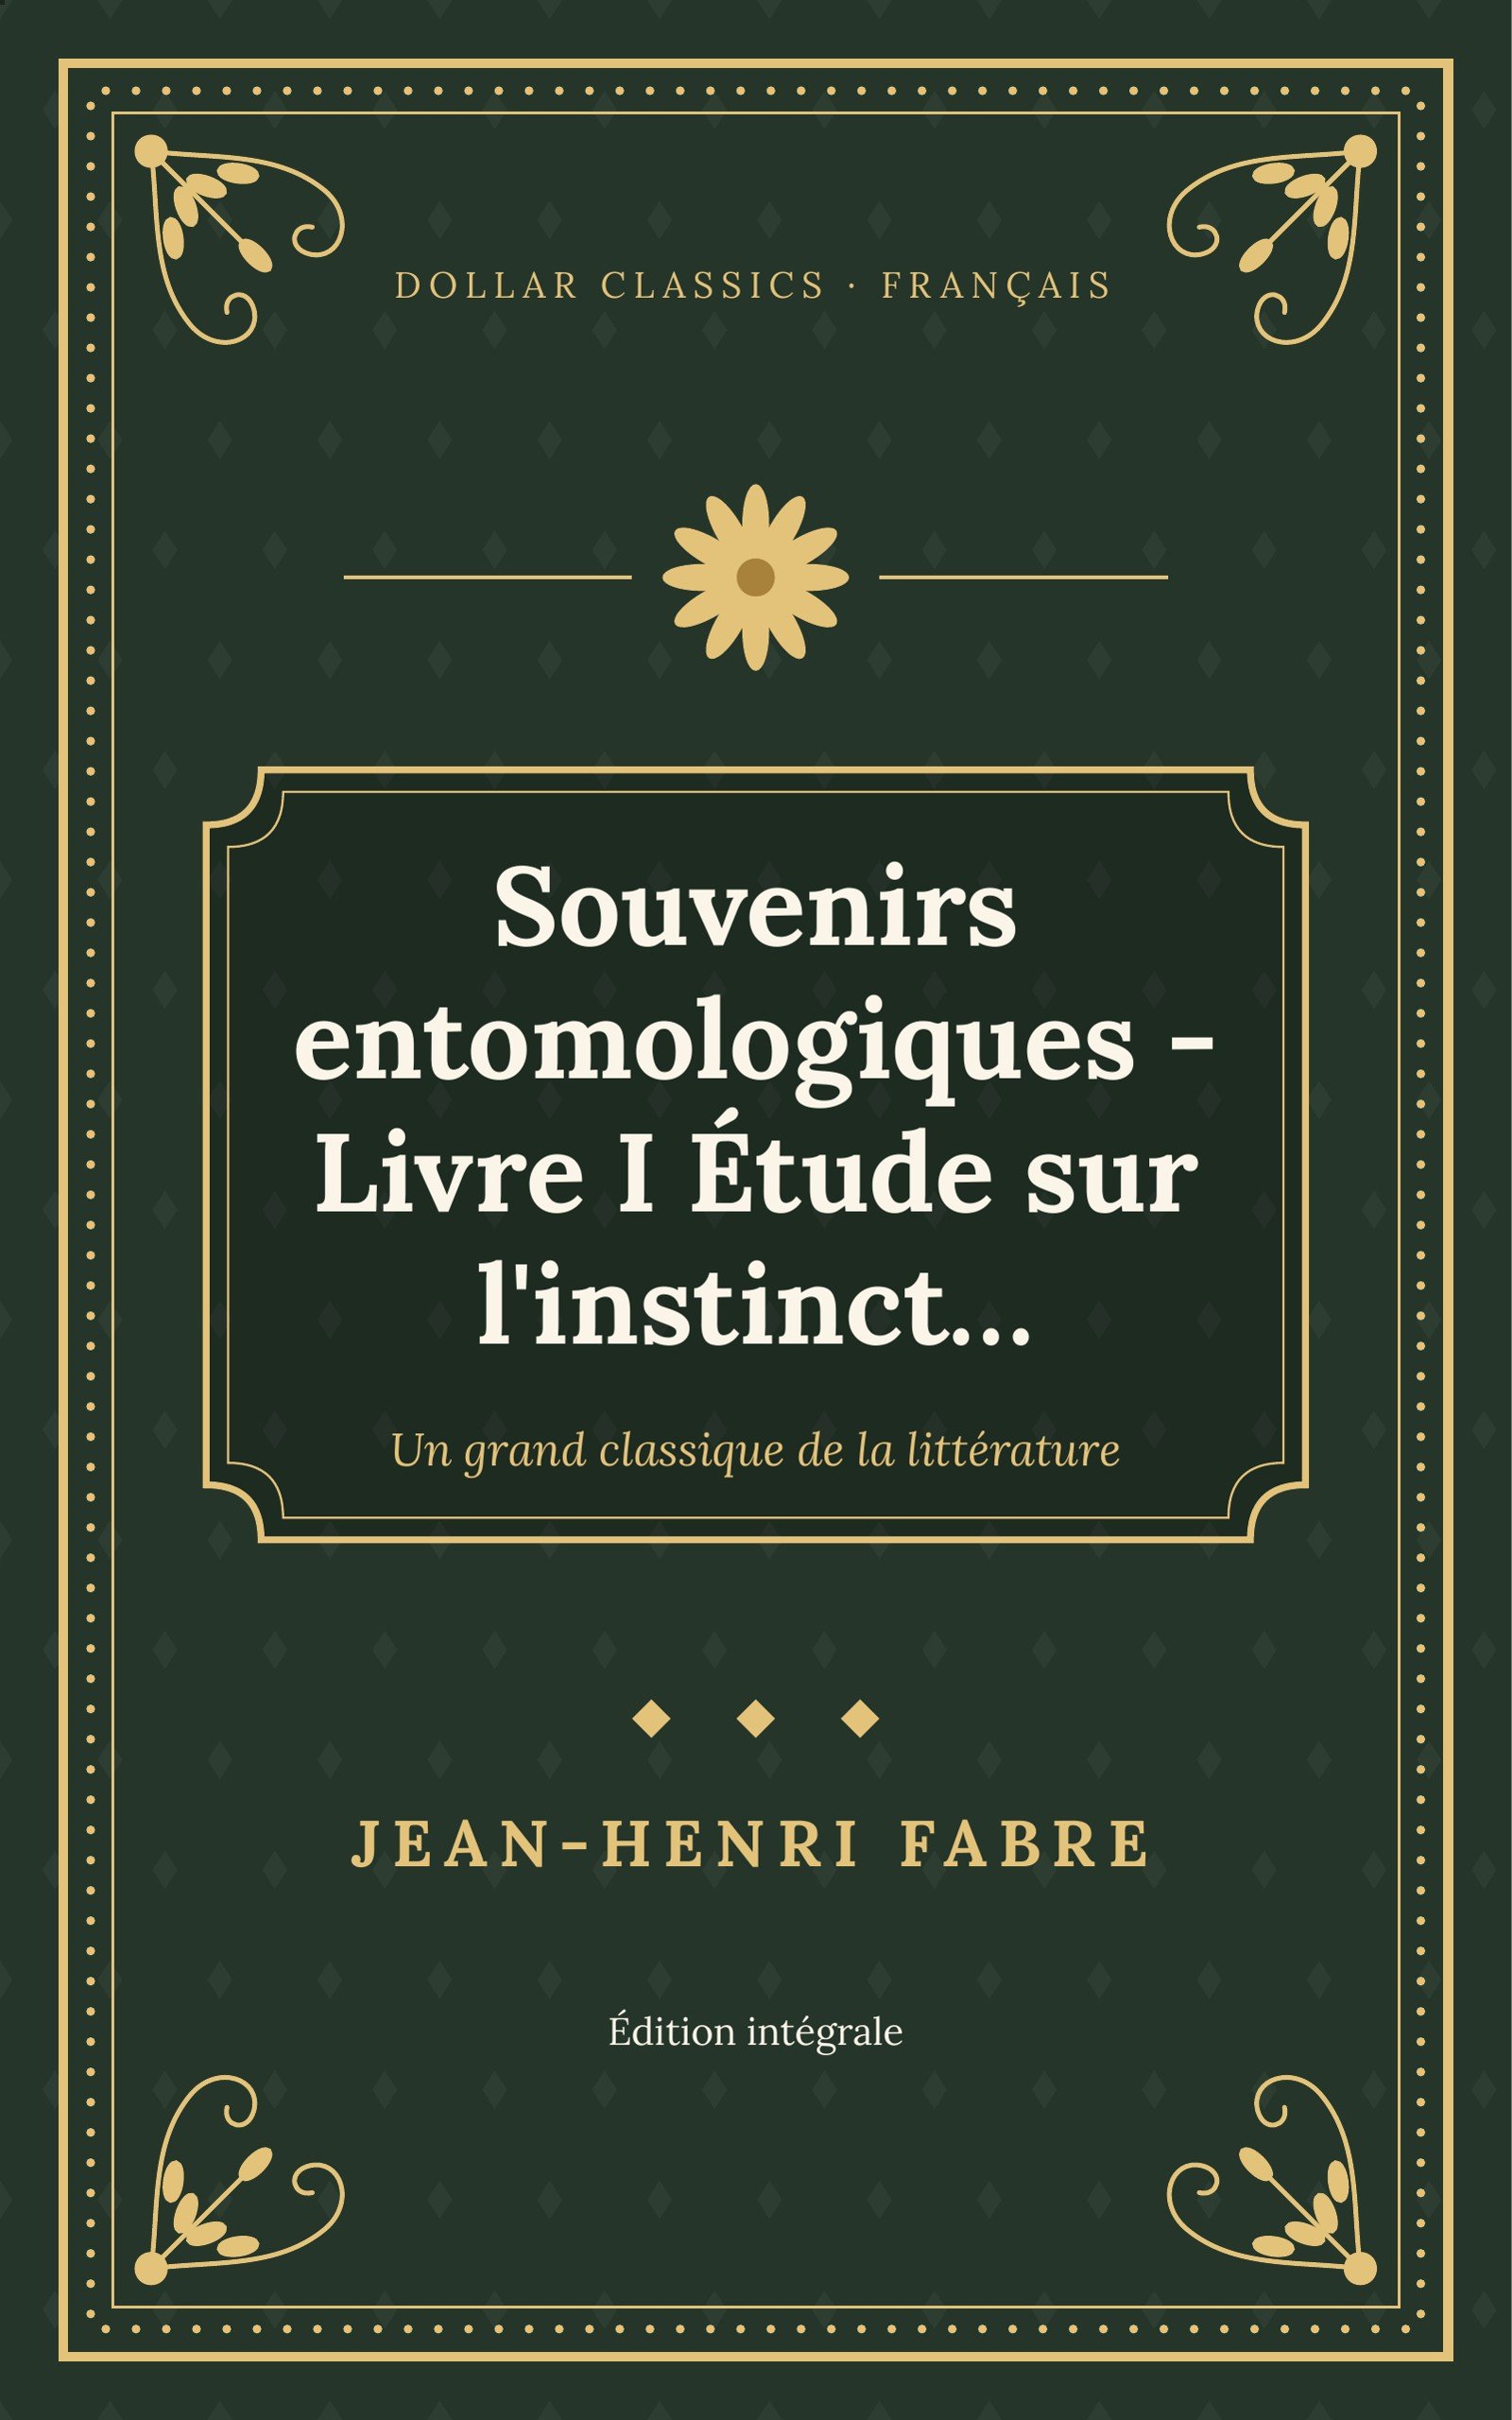 DOLLAR CLASSICS · FRANÇAIS
Souvenirs
entomologiques -
Livre I Étude sur
l'instinct...
Un grand classique de la littérature
JEAN-HENRI FABRE
Édition intégrale